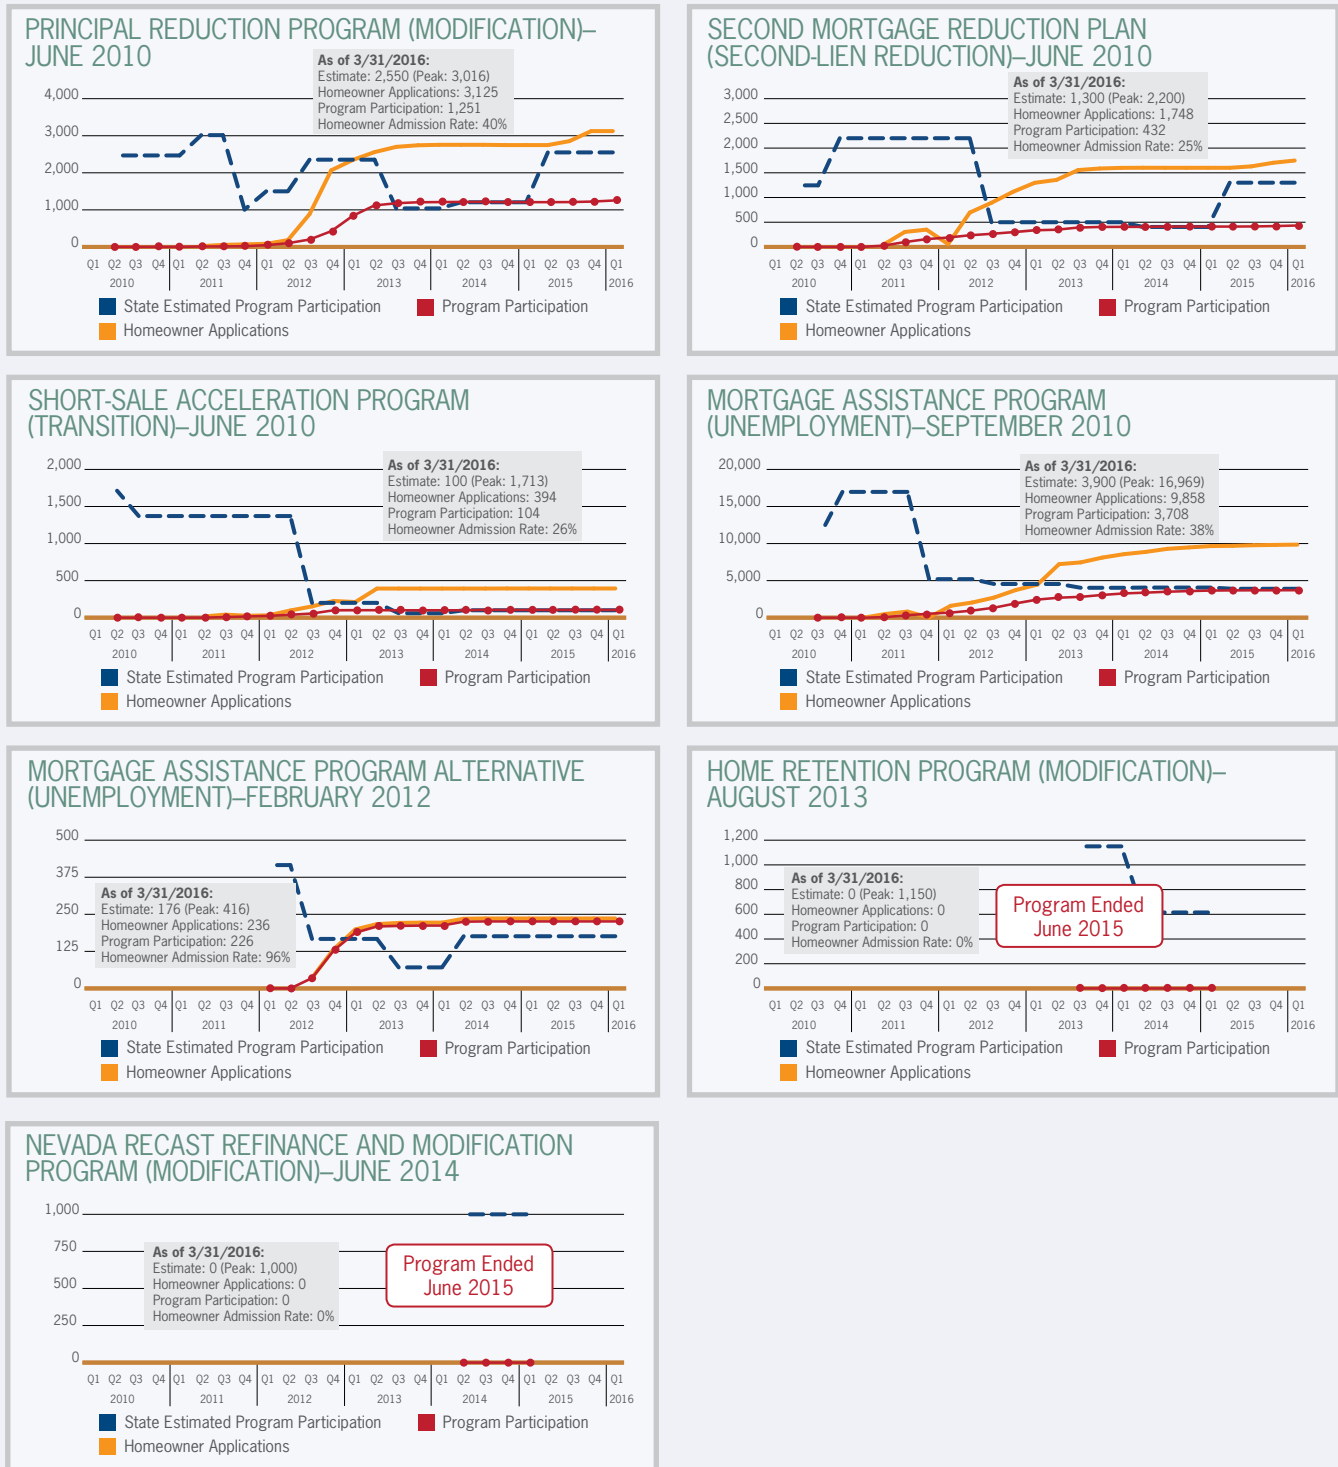 PRINCIPAL REDUCTION PROGRAM (MODIFICATION)–
JUNE 2010
As of 3/31/2016:
Estimate: 2,550 (Peak: 3,016)
Homeowner Applications: 3,125
Program Participation: 1,251
Homeowner Admission Rate: 40%
4,000
3,000
2,000
1,000
0
Q1 Q2 Q3 Q4 Q1 Q2 Q3 Q4 Q1 Q2 Q3 Q4 Q1 Q2 Q3 Q4 Q1 Q2 Q3 Q4 Q1 Q2 Q3 Q4 Q1
2010 2011 2012 2013 2014 2015 2016
State Estimated Program Participation Program Participation
Homeowner Applications
SECOND MORTGAGE REDUCTION PLAN
(SECOND-LIEN REDUCTION)–JUNE 2010
As of 3/31/2016:
Estimate: 1,300 (Peak: 2,200)
Homeowner Applications: 1,748
Program Participation: 432
Homeowner Admission Rate: 25%
3,000
2,500
2,000
1,500
1,000
500
0
Q1 Q2 Q3 Q4 Q1 Q2 Q3 Q4 Q1 Q2 Q3 Q4 Q1 Q2 Q3 Q4 Q1 Q2 Q3 Q4 Q1 Q2 Q3 Q4 Q1
2010 2011 2012 2013 2014 2015 2016
State Estimated Program Participation Program Participation
Homeowner Applications
SHORT-SALE ACCELERATION PROGRAM
(TRANSITION)–JUNE 2010
As of 3/31/2016:
Estimate: 100 (Peak: 1,713)
Homeowner Applications: 394
Program Participation: 104
Homeowner Admission Rate: 26%
2,000
1,500
1,000
500
0
Q1 Q2 Q3 Q4 Q1 Q2 Q3 Q4 Q1 Q2 Q3 Q4 Q1 Q2 Q3 Q4 Q1 Q2 Q3 Q4 Q1 Q2 Q3 Q4 Q1
2010 2011 2012 2013 2014 2015 2016
State Estimated Program Participation Program Participation
Homeowner Applications
MORTGAGE ASSISTANCE PROGRAM
(UNEMPLOYMENT)–SEPTEMBER 2010
As of 3/31/2016:
Estimate: 3,900 (Peak: 16,969)
Homeowner Applications: 9,858
Program Participation: 3,708
Homeowner Admission Rate: 38%
20,000
15,000
10,000
5,000
0
Q1 Q2 Q3 Q4 Q1 Q2 Q3 Q4 Q1 Q2 Q3 Q4 Q1 Q2 Q3 Q4 Q1 Q2 Q3 Q4 Q1 Q2 Q3 Q4 Q1
2010 2011 2012 2013 2014 2015 2016
State Estimated Program Participation Program Participation
Homeowner Applications
MORTGAGE ASSISTANCE PROGRAM ALTERNATIVE
(UNEMPLOYMENT)–FEBRUARY 2012
500
375
250
125
0
As of 3/31/2016:
Estimate: 176 (Peak: 416)
Homeowner Applications: 236
Program Participation: 226
Homeowner Admission Rate: 96%
Q1 Q2 Q3 Q4 Q1 Q2 Q3 Q4 Q1 Q2 Q3 Q4 Q1 Q2 Q3 Q4 Q1 Q2 Q3 Q4 Q1 Q2 Q3 Q4 Q1
2010 2011 2012 2013 2014 2015 2016
State Estimated Program Participation Program Participation
Homeowner Applications
HOME RETENTION PROGRAM (MODIFICATION)–
AUGUST 2013
1,200
1,000
800
600
400
200
0
As of 3/31/2016:
Estimate: 0 (Peak: 1,150)
Homeowner Applications: 0
Program Participation: 0
Homeowner Admission Rate: 0%
Program Ended
June 2015
Q1 Q2 Q3 Q4 Q1 Q2 Q3 Q4 Q1 Q2 Q3 Q4 Q1 Q2 Q3 Q4 Q1 Q2 Q3 Q4 Q1 Q2 Q3 Q4 Q1
2010 2011 2012 2013 2014 2015 2016
State Estimated Program Participation Program Participation
Homeowner Applications
NEVADA RECAST REFINANCE AND MODIFICATION
PROGRAM (MODIFICATION)–JUNE 2014
1,000
750
500
250
0
As of 3/31/2016:
Estimate: 0 (Peak: 1,000)
Homeowner Applications: 0
Program Participation: 0
Homeowner Admission Rate: 0%
Program Ended
June 2015
Q1 Q2 Q3 Q4 Q1 Q2 Q3 Q4 Q1 Q2 Q3 Q4 Q1 Q2 Q3 Q4 Q1 Q2 Q3 Q4 Q1 Q2 Q3 Q4 Q1
2010 2011 2012 2013 2014 2015 2016
State Estimated Program Participation Program Participation
Homeowner Applications